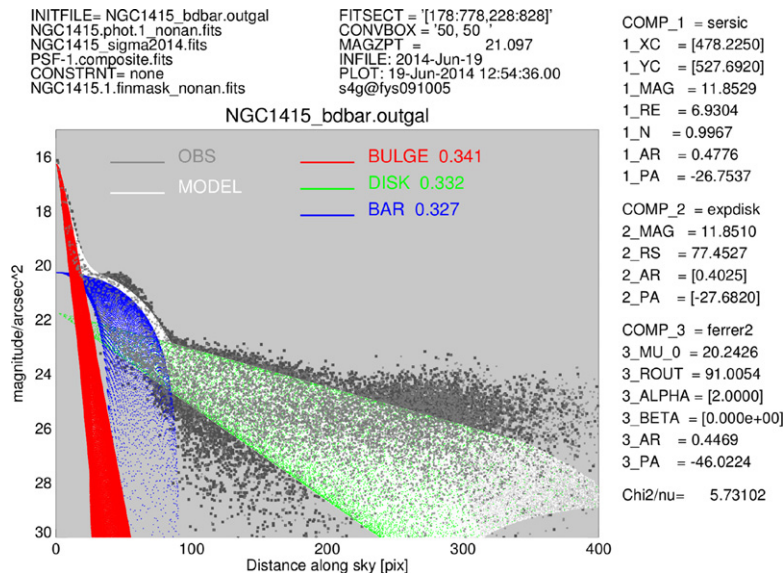 INITFILE= NGC1415_bdbar.outgal
NGC1415.phot.1_nonan.fits
NGC1415_sigma2014.fits
PSF-1.composite.fits
CONSTRNT= none
NGC1415.1.finmask_nonan.fits
FITSECT = '[178:778,228:828]'
CONVBOX = '50, 50 '
MAGZPT = 21.097
INFILE: 2014-Jun-19
PLOT: 19-Jun-2014 12:54:36.00
s4g@fys091005
NGC1415_bdbar.outgal
OBS
MODEL
BULGE 0.341
DISK 0.332
BAR 0.327
magnitude/arcsec^2
16
18
20
22
24
26
28
30
0
100
200
300
400
Distance along sky [pix]
COMP_1 = sersic
1_XC = [478.2250]
1_YC = [527.6920]
1_MAG = 11.8529
1_RE = 6.9304
1_N = 0.9967
1_AR = 0.4776
1_PA = -26.7537
COMP_2 = expdisk
2_MAG = 11.8510
2_RS = 77.4527
2_AR = [0.4025]
2_PA = [-27.6820]
COMP_3 = ferrer2
3_MU_0 = 20.2426
3_ROUT = 91.0054
3_ALPHA = [2.0000]
3_BETA = [0.000e+00]
3_AR = 0.4469
3_PA = -46.0224
Chi2/nu= 5.73102